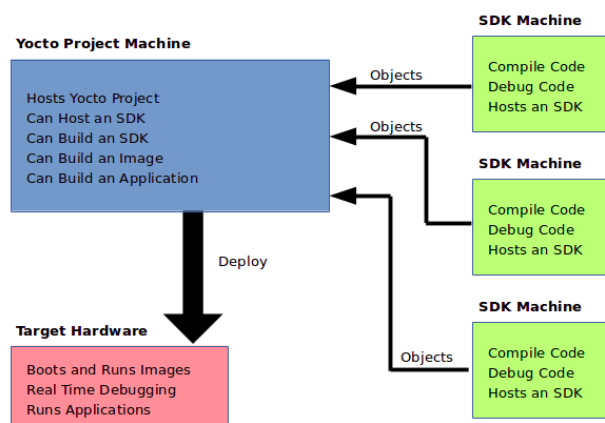 Yocto Project Machine
Hosts Yocto Project
Can Host an SDK
Can Build an SDK
Can Build an Image
Can Build an Application
Objects
Objects
Objects
SDK Machine
Compile Code
Debug Code
Hosts an SDK
SDK Machine
Compile Code
Debug Code
Hosts an SDK
SDK Machine
Compile Code
Debug Code
Hosts an SDK
Deploy
Target Hardware
Boots and Runs Images
Real Time Debugging
Runs Applications